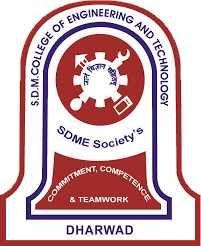 S.D.M.COLLEGE OF ENGINEERING AND TECHNOLOGY
SDME Society's
COMMITMENT, COMPETENCE
& TEAMWORK
DHARWAD